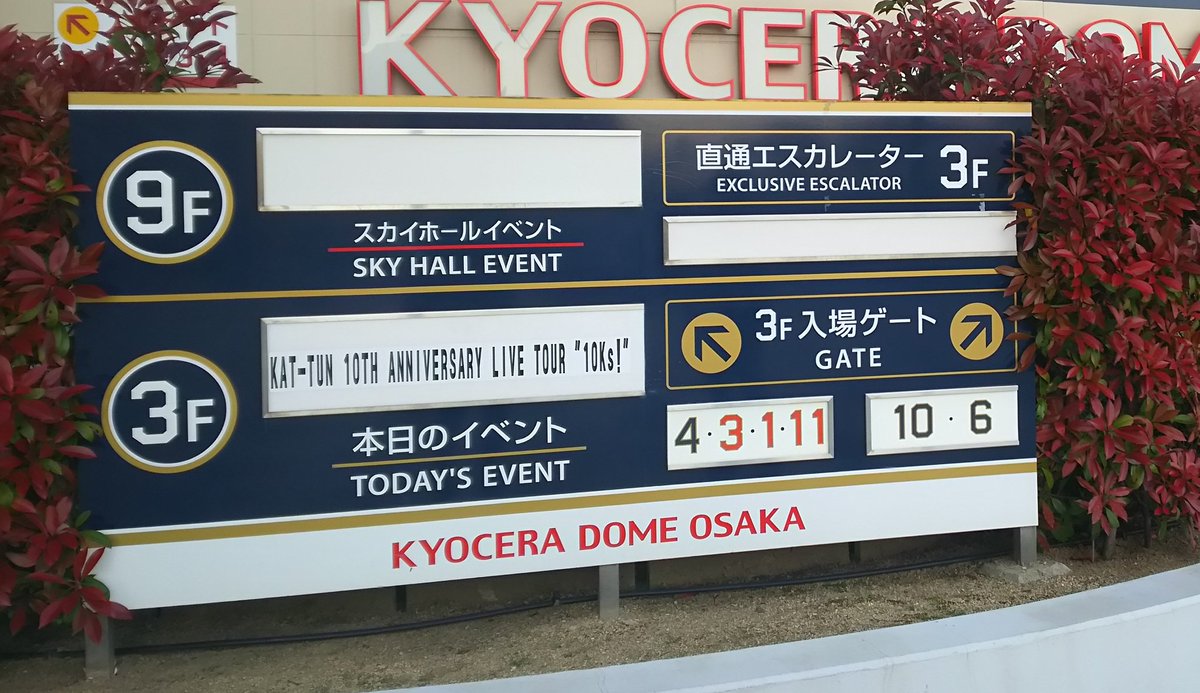 KYOCERA DOM
9F
スカイホールイベント
SKY HALL EVENT
直通エスカレーター 3F
EXCLUSIVE ESCALATOR
3F
KAT-TUN 10TH ANNIVERSARY LIVE TOUR "10Ks!"
本日のイベント
TODAY'S EVENT
3F入場ゲート
GATE
4・3・1・11
10・6
KYOCERA DOME OSAKA